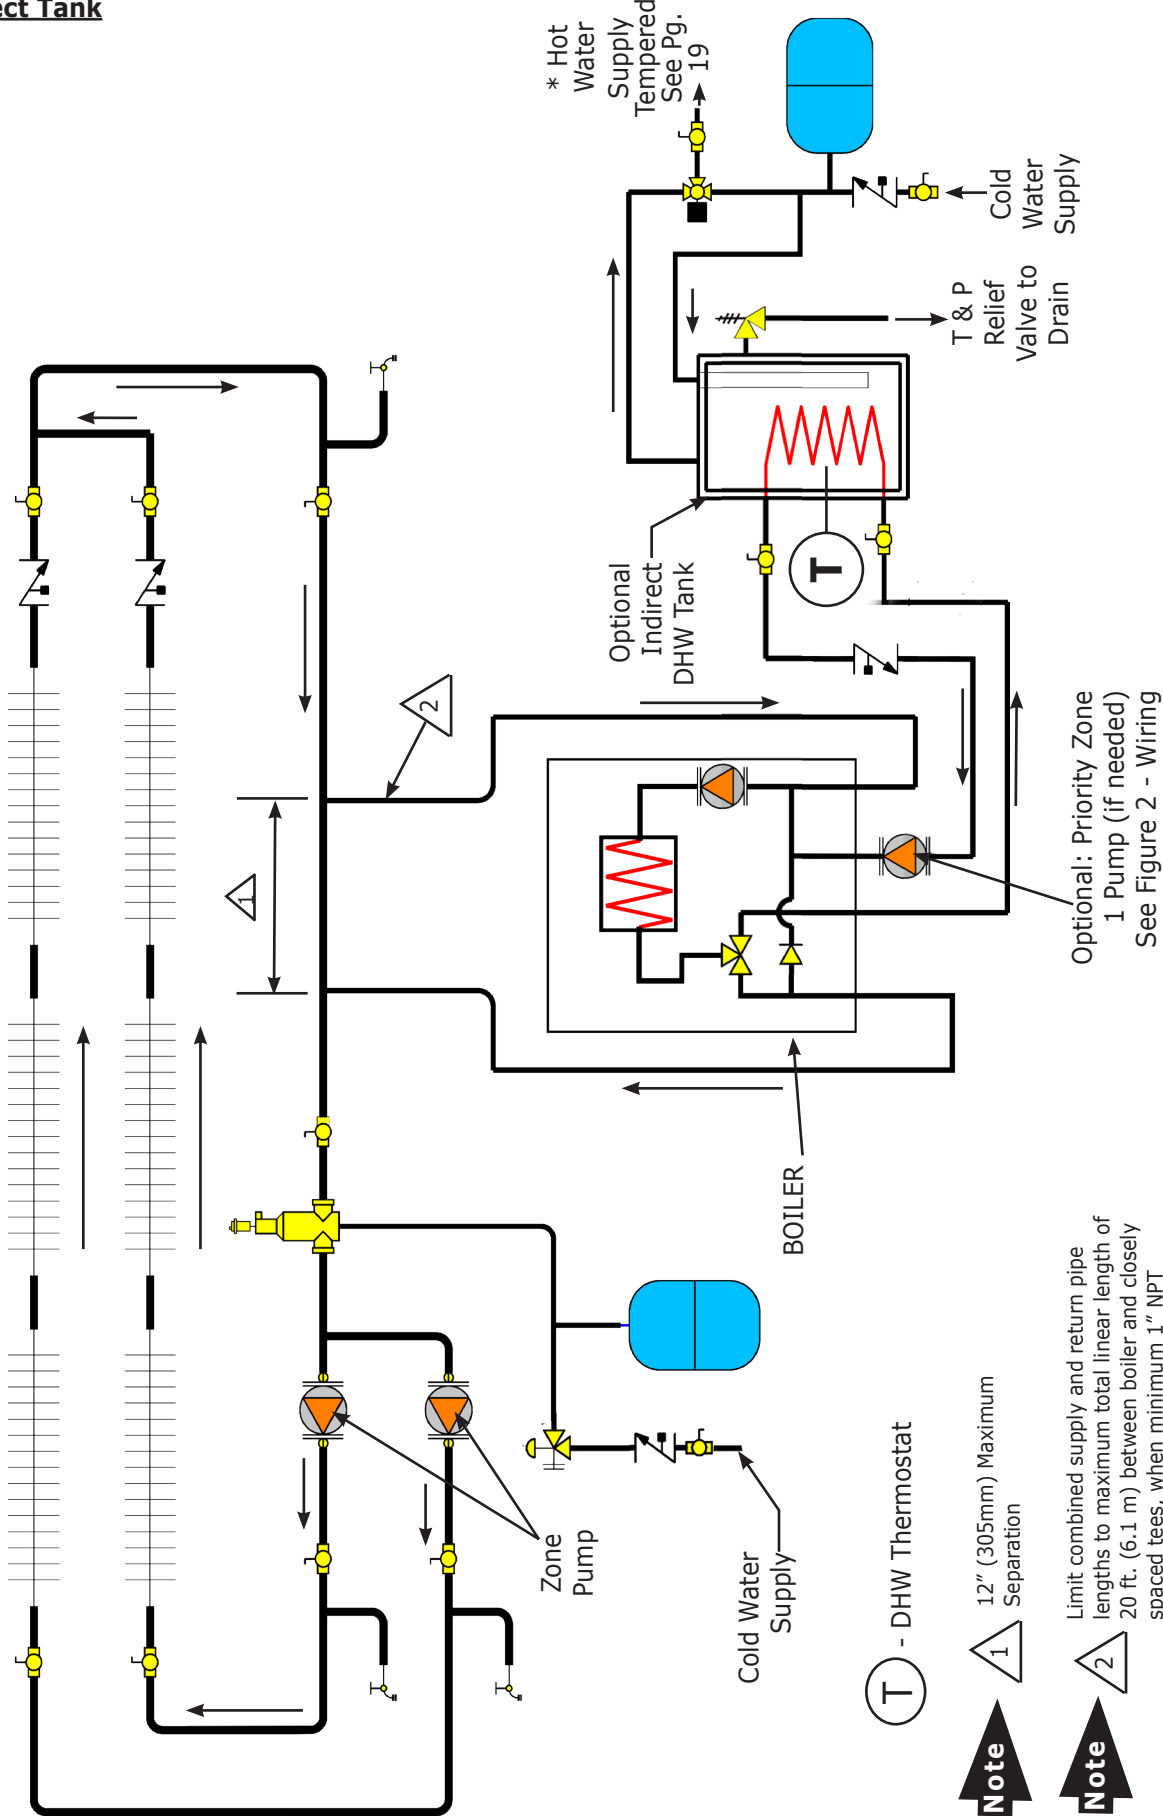 ect Tank
* Hot
Water
Supply
Tempered
See Pg.
19
Cold
Water
Supply
T & P
Relief
Valve to
Drain
Optional
Indirect
DHW Tank
T
2
1
Optional: Priority Zone
1 Pump (if needed)
See Figure 2 - Wiring
BOILER
Zone
Pump
Cold Water
Supply
T - DHW Thermostat
Note
1
12" (305mm) Maximum
Separation
Note
2
Limit combined supply and return pipe
lengths to maximum total linear length of
20 ft. (6.1 m) between boiler and closely
spaced tees, when minimum 1" NPT